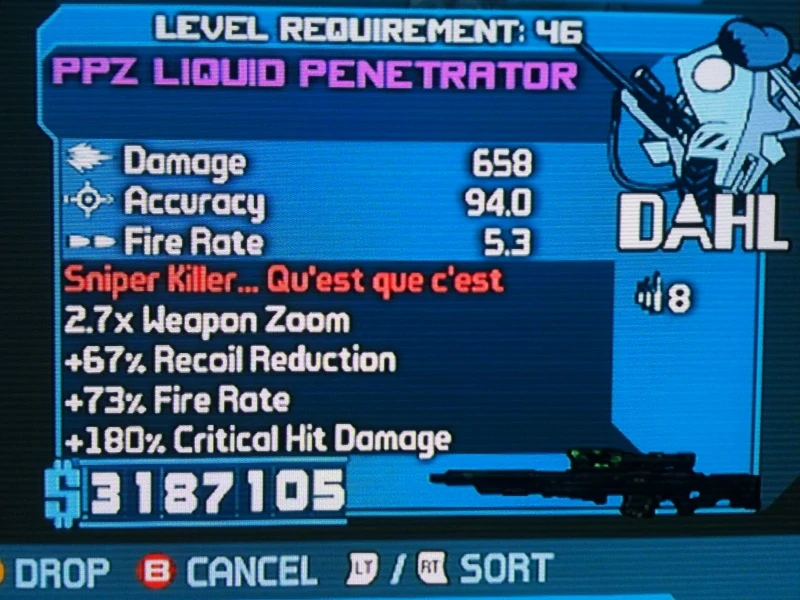 LEVEL REQUIREMENT: 46
PPZ LIQUID PENETRATOR
Damage 658
Accuracy 94.0
Fire Rate 5.3
DAHL
Sniper Killer... Qu'est que c'est
8
2.7x Weapon Zoom
+67% Recoil Reduction
+73% Fire Rate
+180% Critical Hit Damage
$3187105
DROP B CANCEL LT / RT SORT